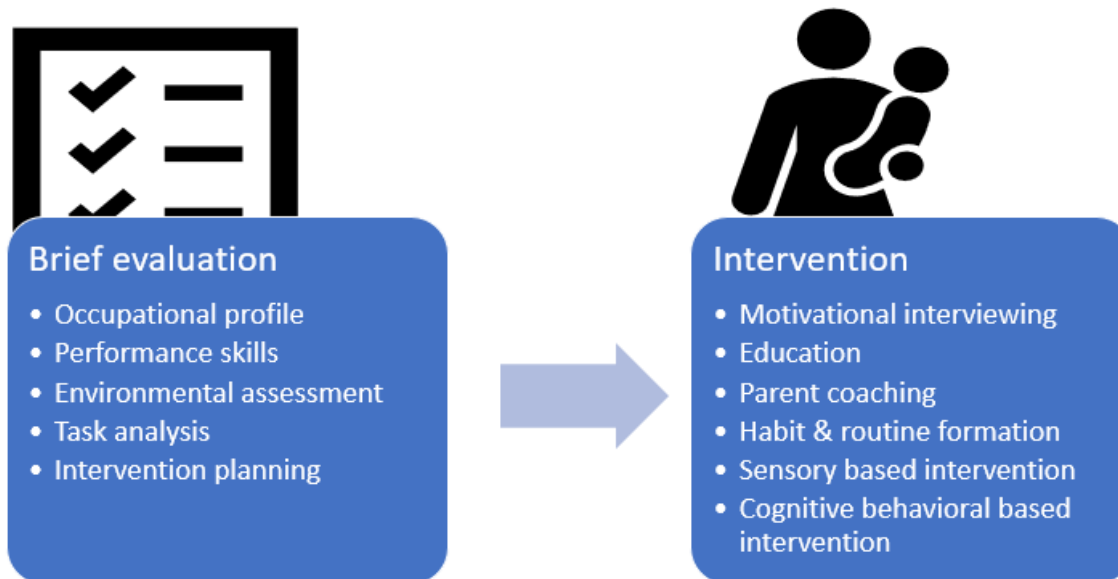 Brief evaluation
• Occupational profile
• Performance skills
• Environmental assessment
• Task analysis
• Intervention planning
Intervention
• Motivational interviewing
• Education
• Parent coaching
• Habit & routine formation
• Sensory based intervention
• Cognitive behavioral based
intervention